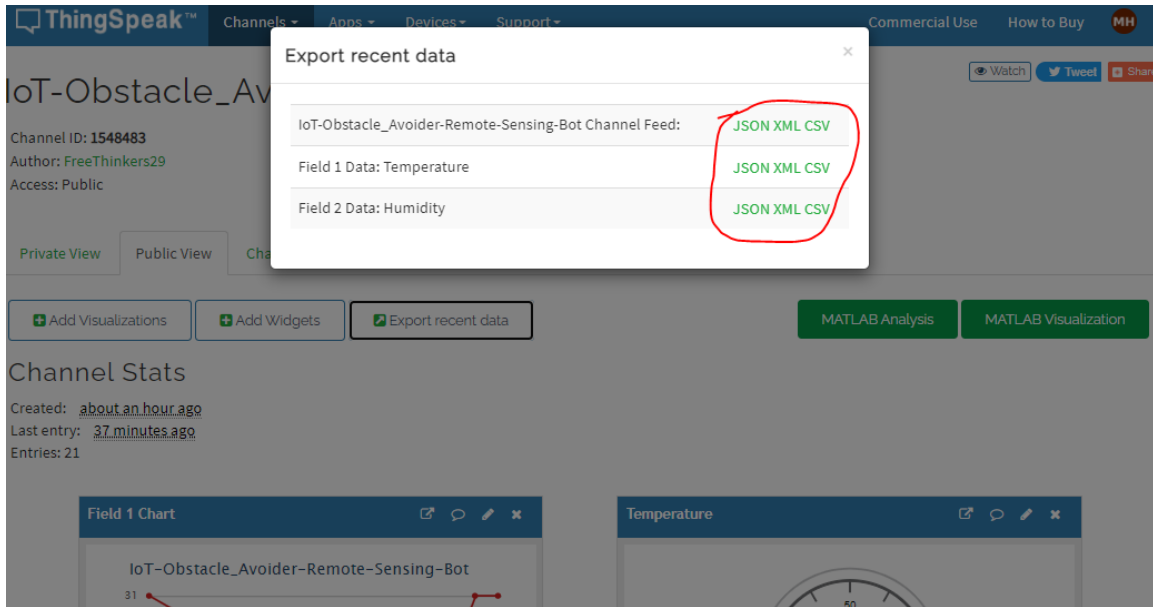 ThingSpeak™ Channels Apps Devices Support Commercial Use How to Buy MH
Export recent data ×
Watch Tweet Share
IoT-Obstacle_Av
IoT-Obstacle_Avoider-Remote-Sensing-Bot Channel Feed: JSON XML CSV
Channel ID: 1548483
Author: FreeThinkers29
Field 1 Data: Temperature JSON XML CSV
Access: Public
Field 2 Data: Humidity JSON XML CSV
Private View Public View Cha
Add Visualizations Add Widgets Export recent data MATLAB Analysis MATLAB Visualization
Channel Stats
Created: about an hour ago
Last entry: 37 minutes ago
Entries: 21
Field 1 Chart Temperature
IoT-Obstacle_Avoider-Remote-Sensing-Bot
31
50